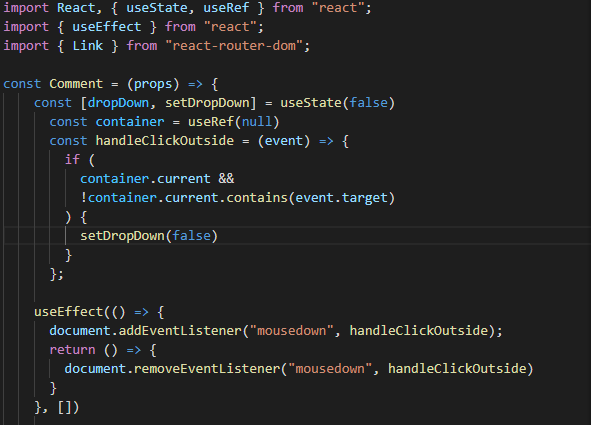 import React, { useState, useRef } from "react";
import { useEffect } from "react";
import { Link } from "react-router-dom";

const Comment = (props) => {
    const [dropDown, setDropDown] = useState(false)
      const container = useRef(null)
      const handleClickOutside = (event) => {
        if (
          container.current &&
          !container.current.contains(event.target)
        ) {
          setDropDown(false)
        }
      };

    useEffect(() => {
      document.addEventListener("mousedown", handleClickOutside);
      return () => {
        document.removeEventListener("mousedown", handleClickOutside)
      }
    }, [])